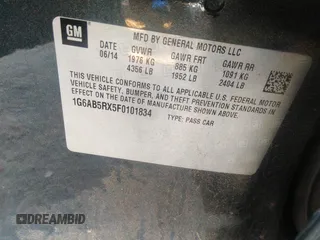 GM
MFD BY GENERAL MOTORS LLC
06/14 GVWR GAWR FRT GAWR RR
1976 KG 885 KG 1091 KG
4356 LB 1952 LB 2404 LB
THIS VEHICLE CONFORMS TO ALL APPLICABLE U.S. FEDERAL MOTOR VEHICLE
SAFETY, BUMPER, AND THEFT PREVENTION STANDARDS IN
EFFECT ON THE DATE OF MANUFACTURE SHOWN ABOVE.
1G6AB5RX5F0101834
TYPE: PASS CAR
DREAMBID